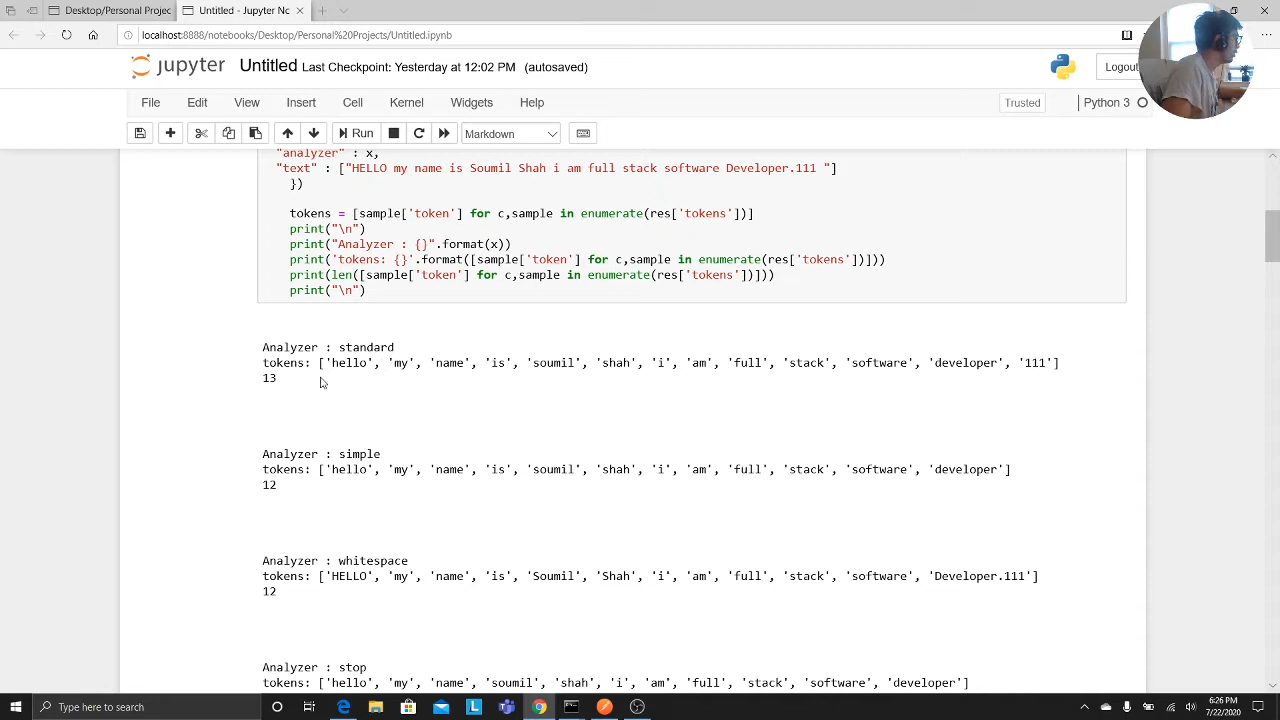 Desktop/Personal Project
Untitled - Jupyter No
localhost:8888/notebooks/Desktop/Personal%20Projects/Untitled.ipynb
jupyter Untitled Last Checkpoint: Yesterday at 12:02 PM (autosaved)
Logout
File Edit View Insert Cell Kernel Widgets Help
Trusted
Python 3
Run
Markdown
"analyzer" : x,
"text" : ["HELLO my name is Soumil Shah i am full stack software Developer.111 "]
})
tokens = [sample['token'] for c,sample in enumerate(res['tokens'])]
print("\n")
print("Analyzer : {}".format(x))
print('tokens: {}'.format([sample['token'] for c,sample in enumerate(res['tokens'])]))
print(len([sample['token'] for c,sample in enumerate(res['tokens'])]))
print("\n")
Analyzer : standard
tokens: ['hello', 'my', 'name', 'is', 'soumil', 'shah', 'i', 'am', 'full', 'stack', 'software', 'developer', '111']
13
Analyzer : simple
tokens: ['hello', 'my', 'name', 'is', 'soumil', 'shah', 'i', 'am', 'full', 'stack', 'software', 'developer']
12
Analyzer : whitespace
tokens: ['HELLO', 'my', 'name', 'is', 'Soumil', 'Shah', 'i', 'am', 'full', 'stack', 'software', 'Developer.111']
12
Analyzer : stop
tokens: ['hello', 'my', 'name', 'soumil', 'shah', 'i', 'am', 'full', 'stack', 'software', 'developer']
Type here to search
6:26 PM
7/22/2020